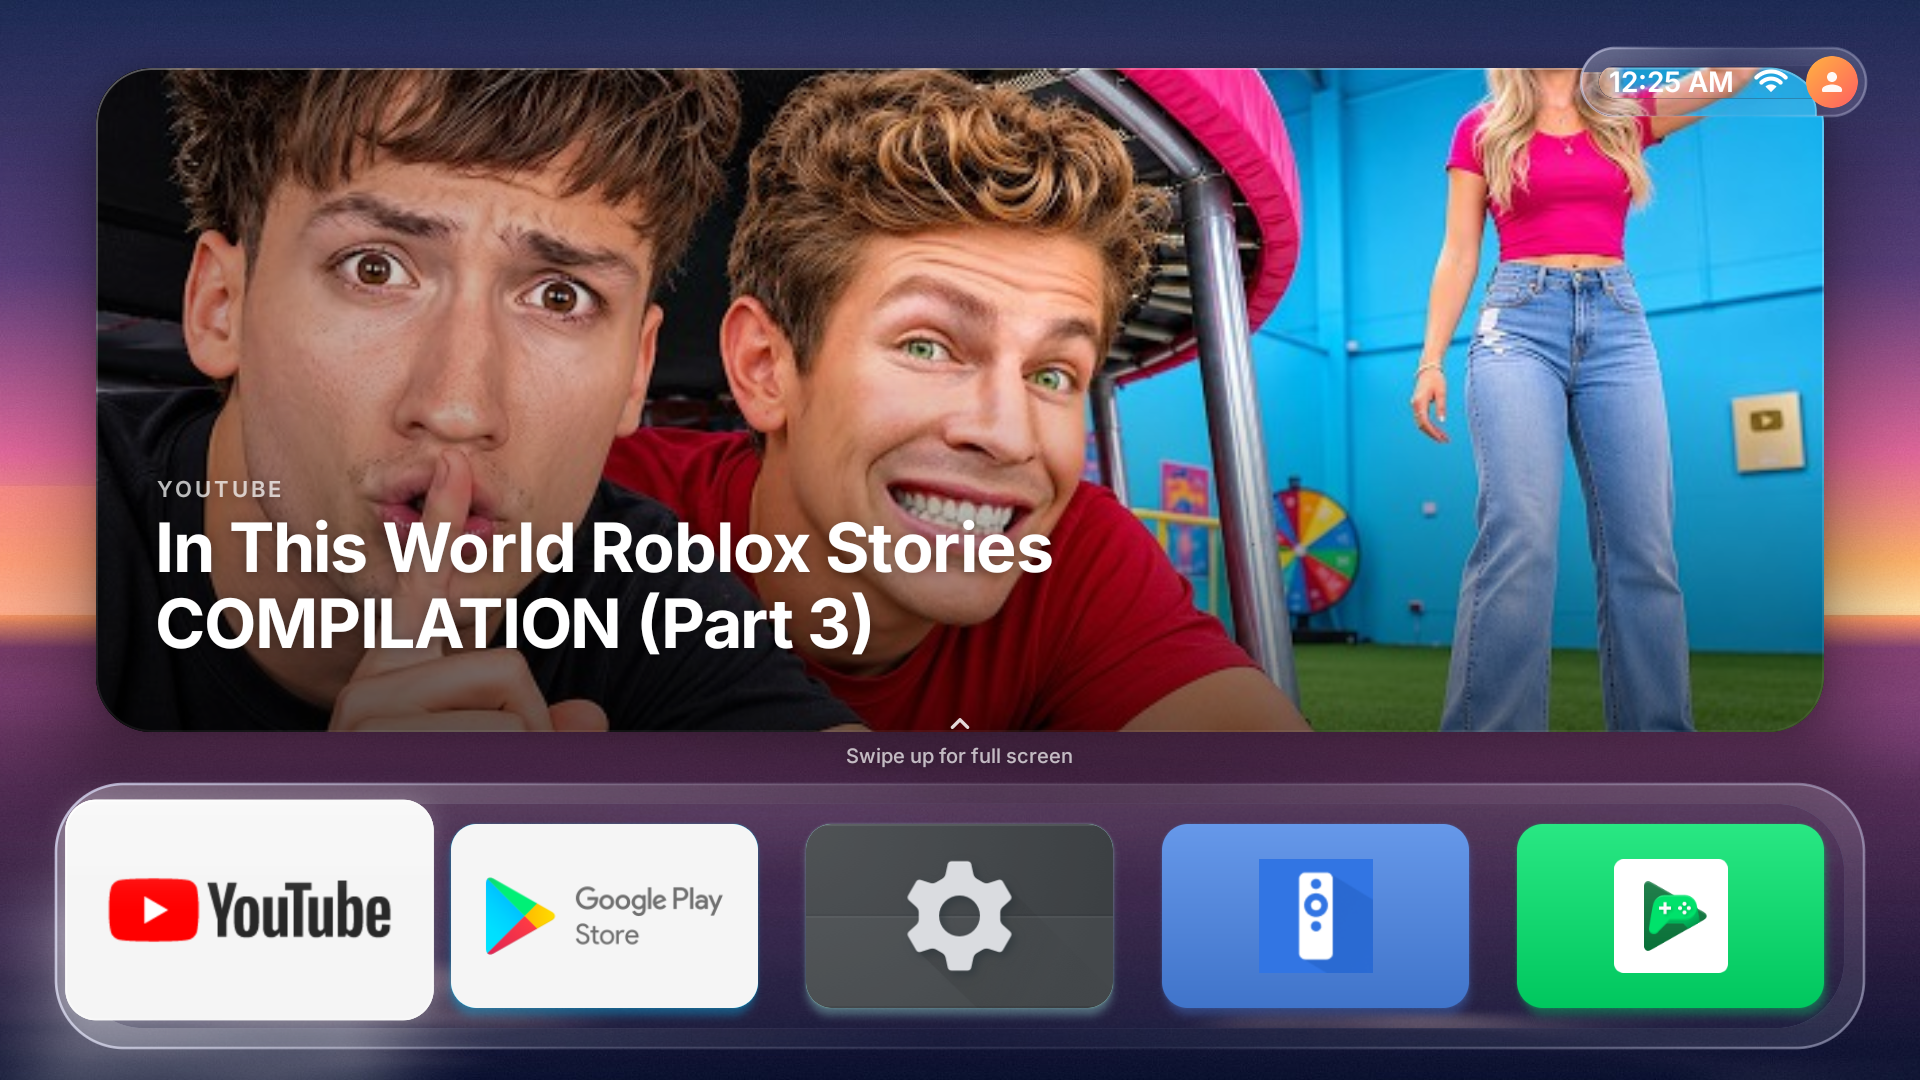 12:25 AM
YOUTUBE
In This World Roblox Stories
COMPILATION (Part 3)
Swipe up for full screen
YouTube
Google Play
Store